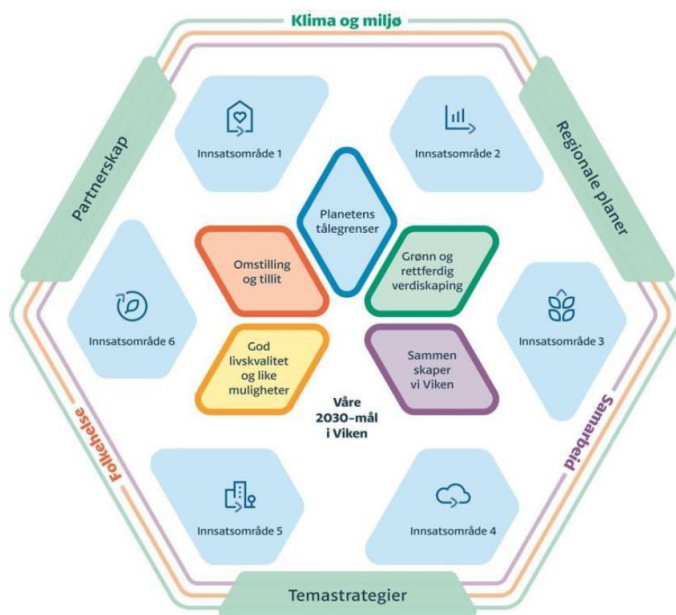 Klima og miljø
Partnerskap
Regionale planer
Innsatsområde 1
Innsatsområde 2
Planetens
tålegrenser
Omstilling
og tillit
Grønn og
rettferdig
verdiskaping
Innsatsområde 6
Innsatsområde 3
God
livskvalitet
og like
muligheter
Sammen
skaper
vi Viken
Våre
2030-mål
i Viken
Folkehelse
Samarbeid
Innsatsområde 5
Innsatsområde 4
Temastrategier